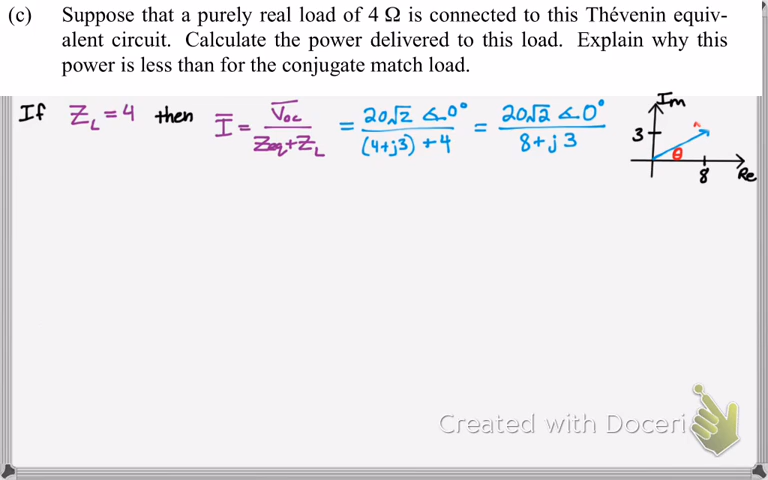 (c) Suppose that a purely real load of 4 Ω is connected to this Thévenin equiv-
alent circuit. Calculate the power delivered to this load. Explain why this
power is less than for the conjugate match load.
If Z_L = 4 then I̅ = V̅oc / (Zeq + Z_L) = 20√2 ∠0° / ((4+j3) + 4) = 20√2 ∠0° / (8+j3)
Im
3
θ
8
Re
Created with Doceri